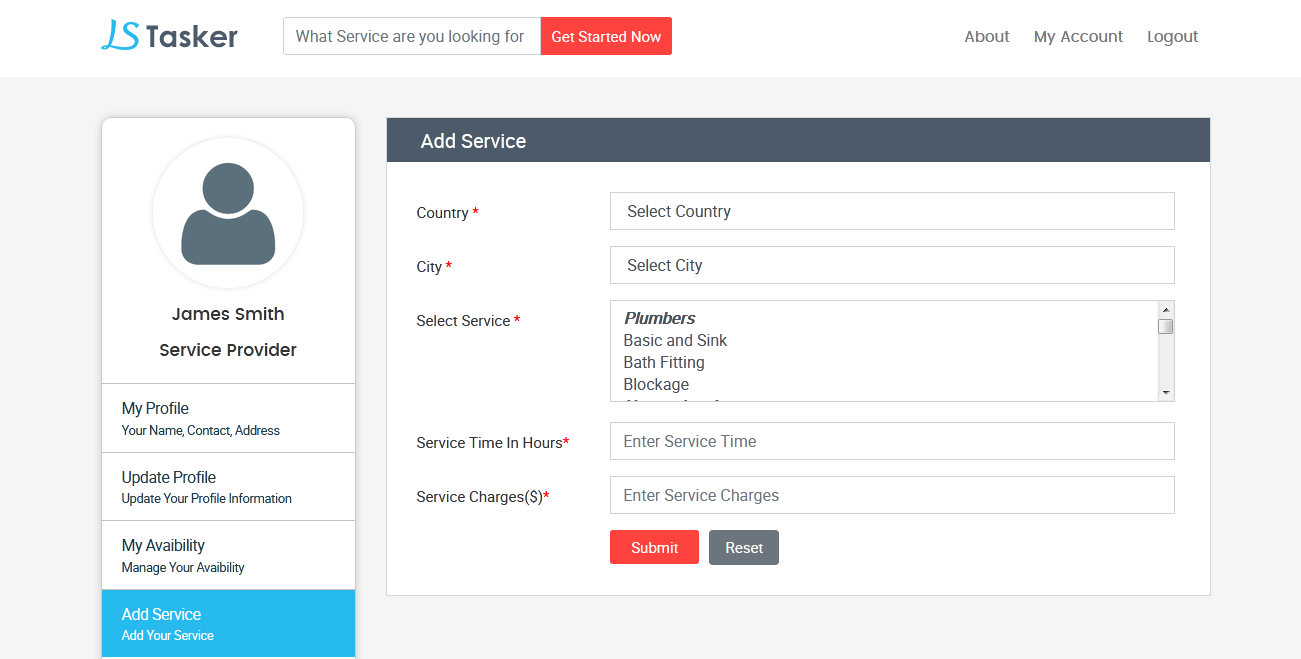 LS Tasker
What Service are you looking for
Get Started Now
About
My Account
Logout
James Smith
Service Provider
My Profile
Your Name, Contact, Address
Update Profile
Update Your Profile Information
My Avaibility
Manage Your Avaibility
Add Service
Add Your Service
Add Service
Country *
Select Country
City *
Select City
Select Service *
Plumbers
Basic and Sink
Bath Fitting
Blockage
Service Time In Hours*
Enter Service Time
Service Charges($)*
Enter Service Charges
Submit
Reset